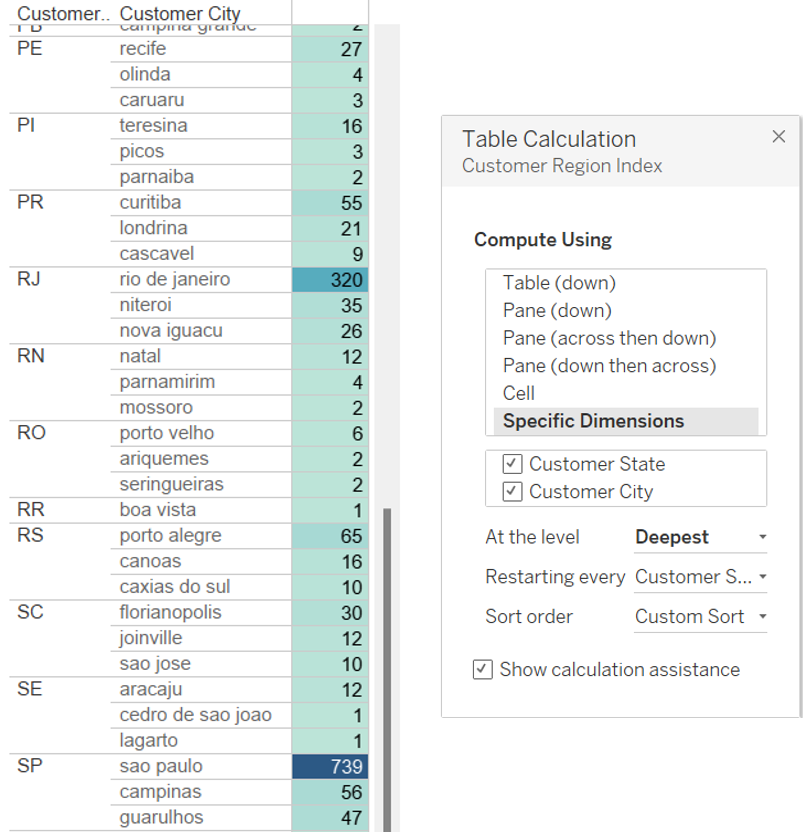 Customer.. Customer City
PB campina grande 2
PE recife 27
olinda 4
caruaru 3
PI teresina 16
picos 3
parnaiba 2
PR curitiba 55
londrina 21
cascavel 9
RJ rio de janeiro 320
niteroi 35
nova iguacu 26
RN natal 12
parnamirim 4
mossoro 2
RO porto velho 6
ariquemes 2
seringueiras 2
RR boa vista 1
RS porto alegre 65
canoas 16
caxias do sul 10
SC florianopolis 30
joinville 12
sao jose 10
SE aracaju 12
cedro de sao joao 1
lagarto 1
SP sao paulo 739
campinas 56
guarulhos 47
Table Calculation
Customer Region Index
Compute Using
Table (down)
Pane (down)
Pane (across then down)
Pane (down then across)
Cell
Specific Dimensions
Customer State
Customer City
At the level Deepest
Restarting every Customer S...
Sort order Custom Sort
Show calculation assistance